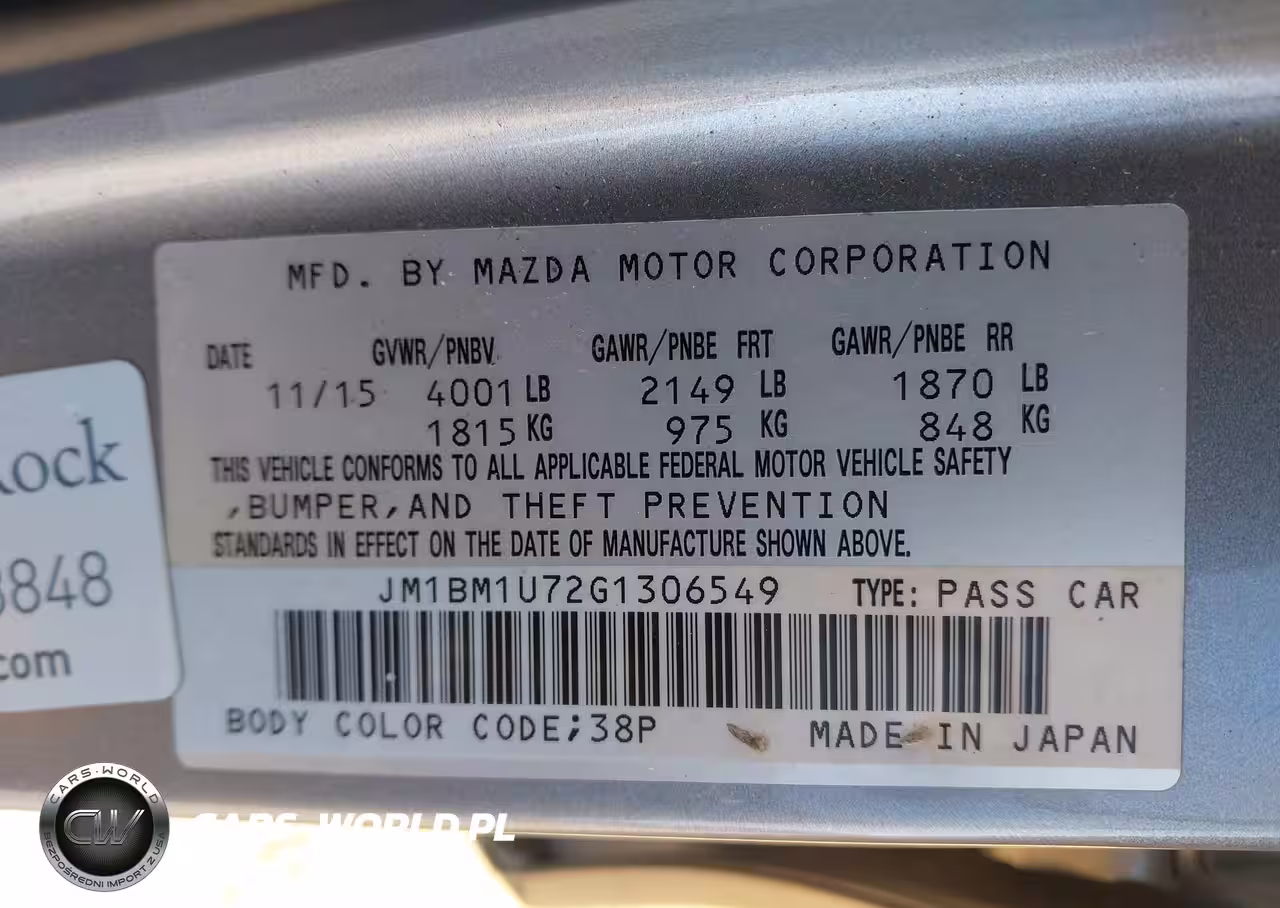 MFD. BY MAZDA MOTOR CORPORATION
DATE GVWR/PNBV GAWR/PNBE FRT GAWR/PNBE RR
11/15 4001 LB 2149 LB 1870 LB
1815 KG 975 KG 848 KG
THIS VEHICLE CONFORMS TO ALL APPLICABLE FEDERAL MOTOR VEHICLE SAFETY
,BUMPER,AND THEFT PREVENTION
STANDARDS IN EFFECT ON THE DATE OF MANUFACTURE SHOWN ABOVE.
JM1BM1U72G1306549 TYPE: PASS CAR
BODY COLOR CODE;38P MADE IN JAPAN
ock
848
com
CARS-WORLD
CW
BEZPOŚREDNI IMPORT Z USA
CARS-WORLD.PL